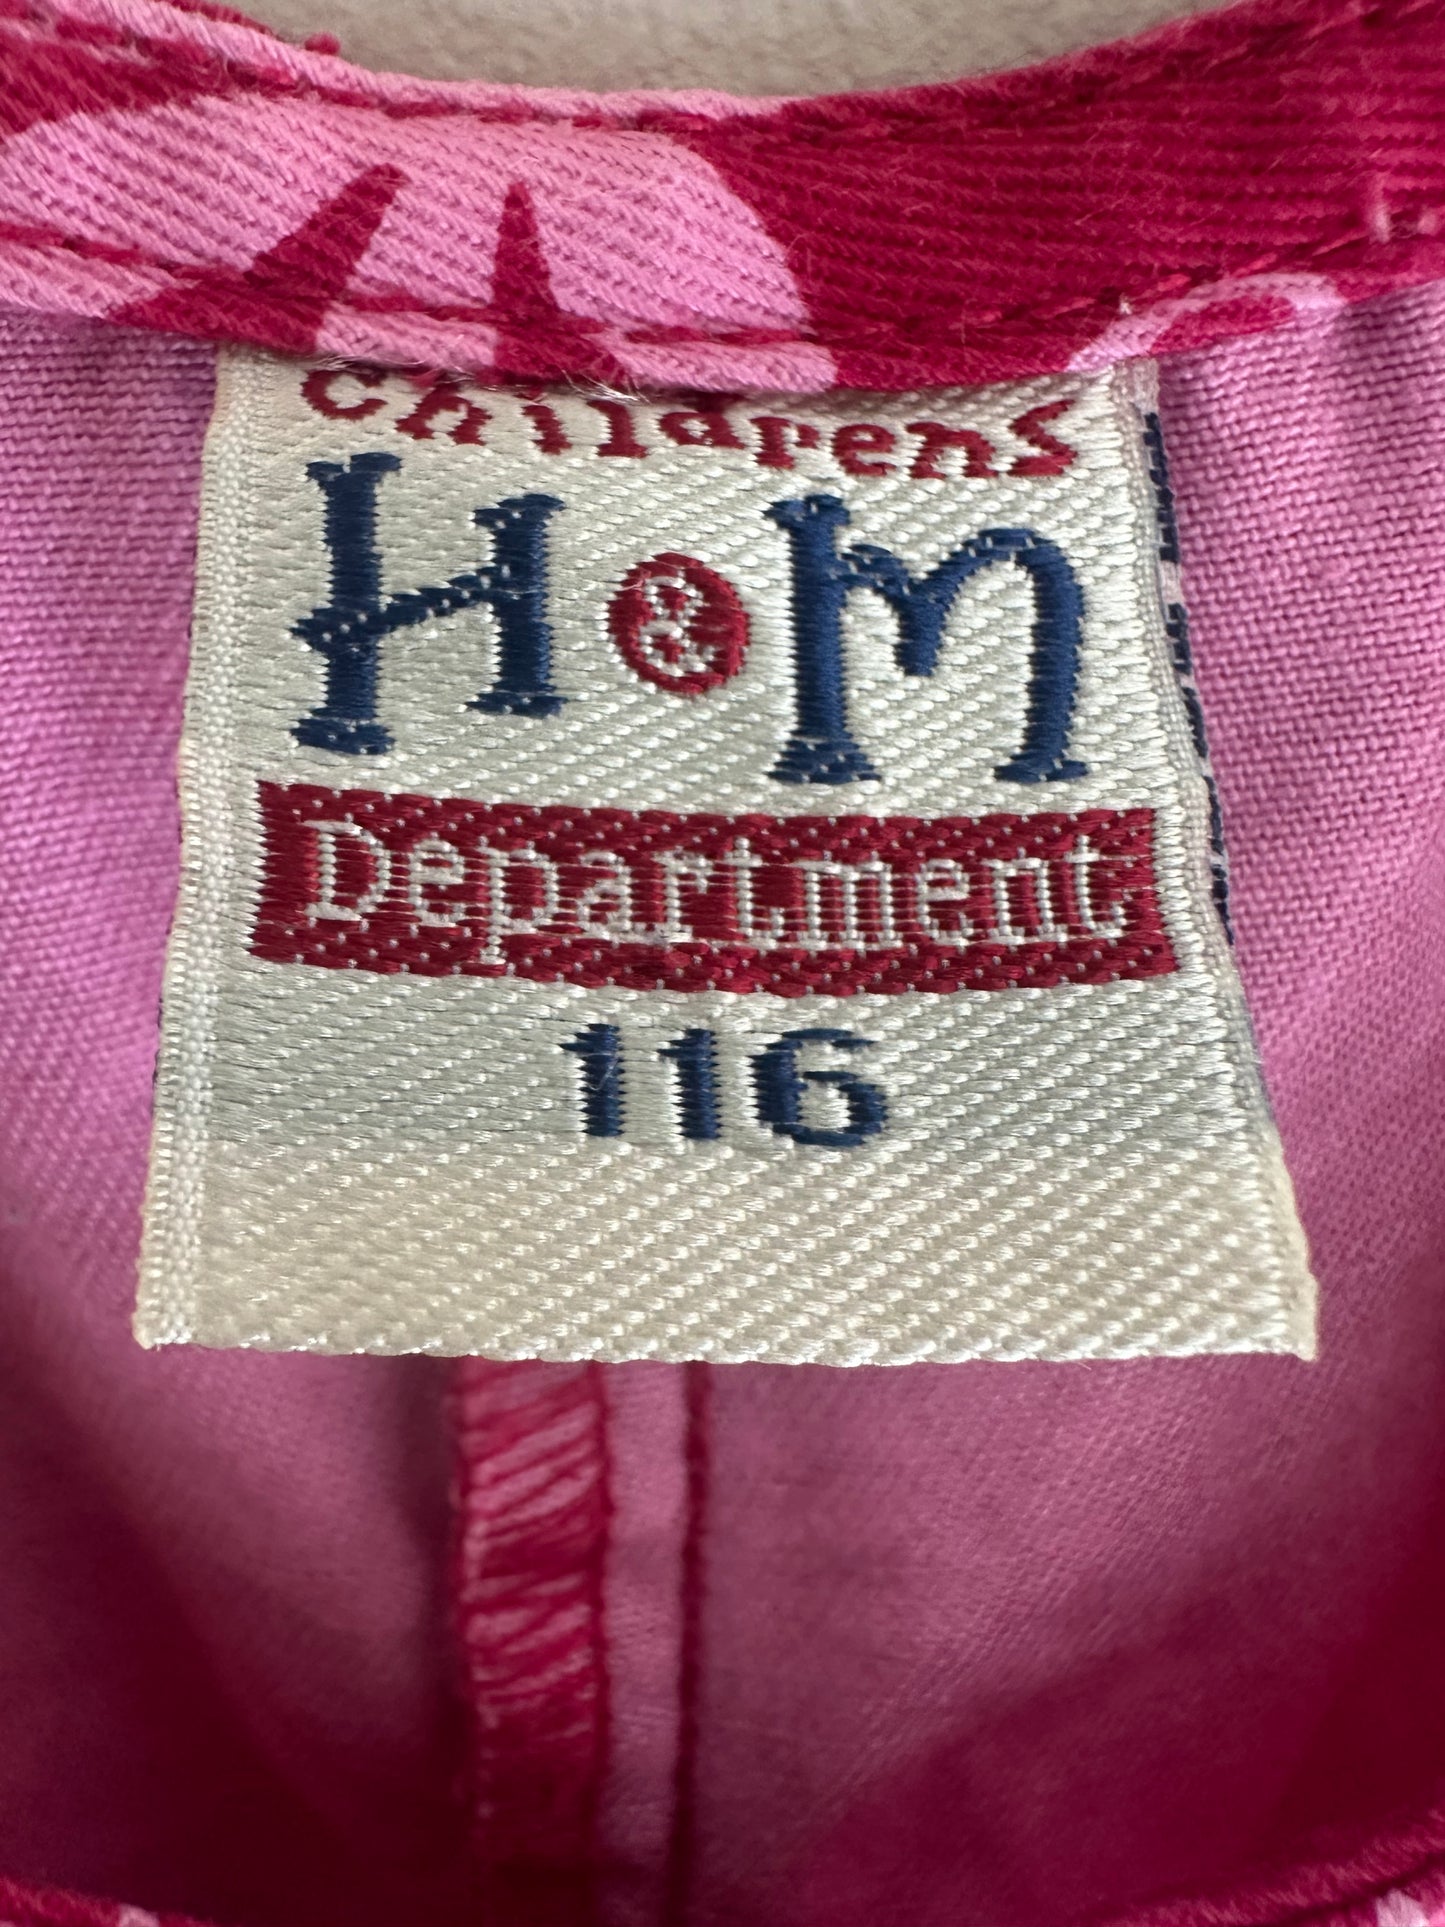 childrens
H&M
Department
116